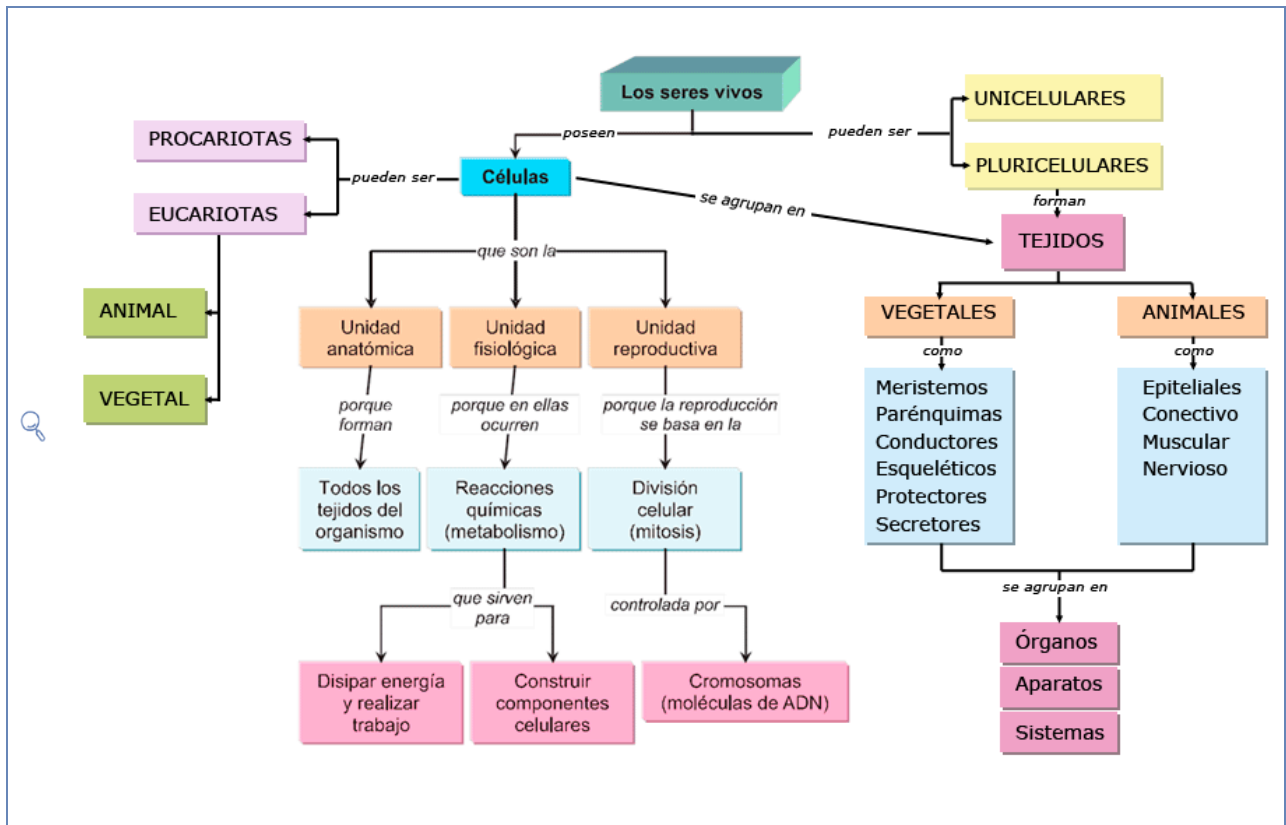 Los seres vivos
poseen
pueden ser
UNICELULARES
PLURICELULARES
PROCARIOTAS
EUCARIOTAS
pueden ser
Células
se agrupan en
forman
TEJIDOS
ANIMAL
VEGETAL
que son la
Unidad
anatómica
Unidad
fisiológica
Unidad
reproductiva
VEGETALES
ANIMALES
como
como
porque
forman
porque en ellas
ocurren
porque la reproducción
se basa en la
Meristemos
Parénquimas
Conductores
Esqueléticos
Protectores
Secretores
Epiteliales
Conectivo
Muscular
Nervioso
Todos los
tejidos del
organismo
Reacciones
químicas
(metabolismo)
División
celular
(mitosis)
que sirven
para
controlada por
se agrupan en
Disipar energía
y realizar
trabajo
Construir
componentes
celulares
Cromosomas
(moléculas de ADN)
Órganos
Aparatos
Sistemas